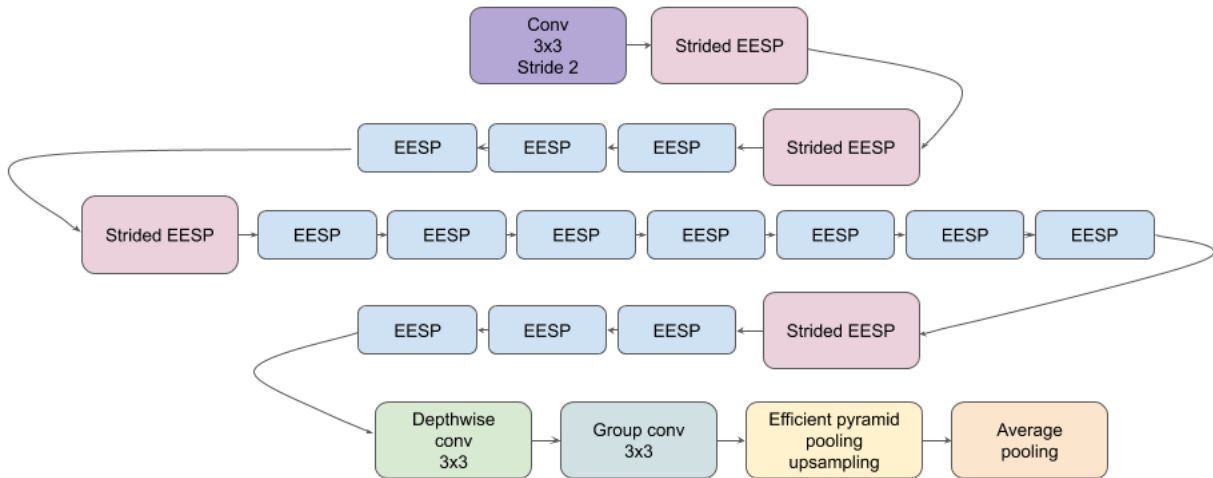 Conv
3x3
Stride 2
Strided EESP
EESP
EESP
EESP
Strided EESP
Strided EESP
EESP
EESP
EESP
EESP
EESP
EESP
EESP
EESP
EESP
EESP
Strided EESP
Depthwise
conv
3x3
Group conv
3x3
Efficient pyramid
pooling
upsampling
Average
pooling